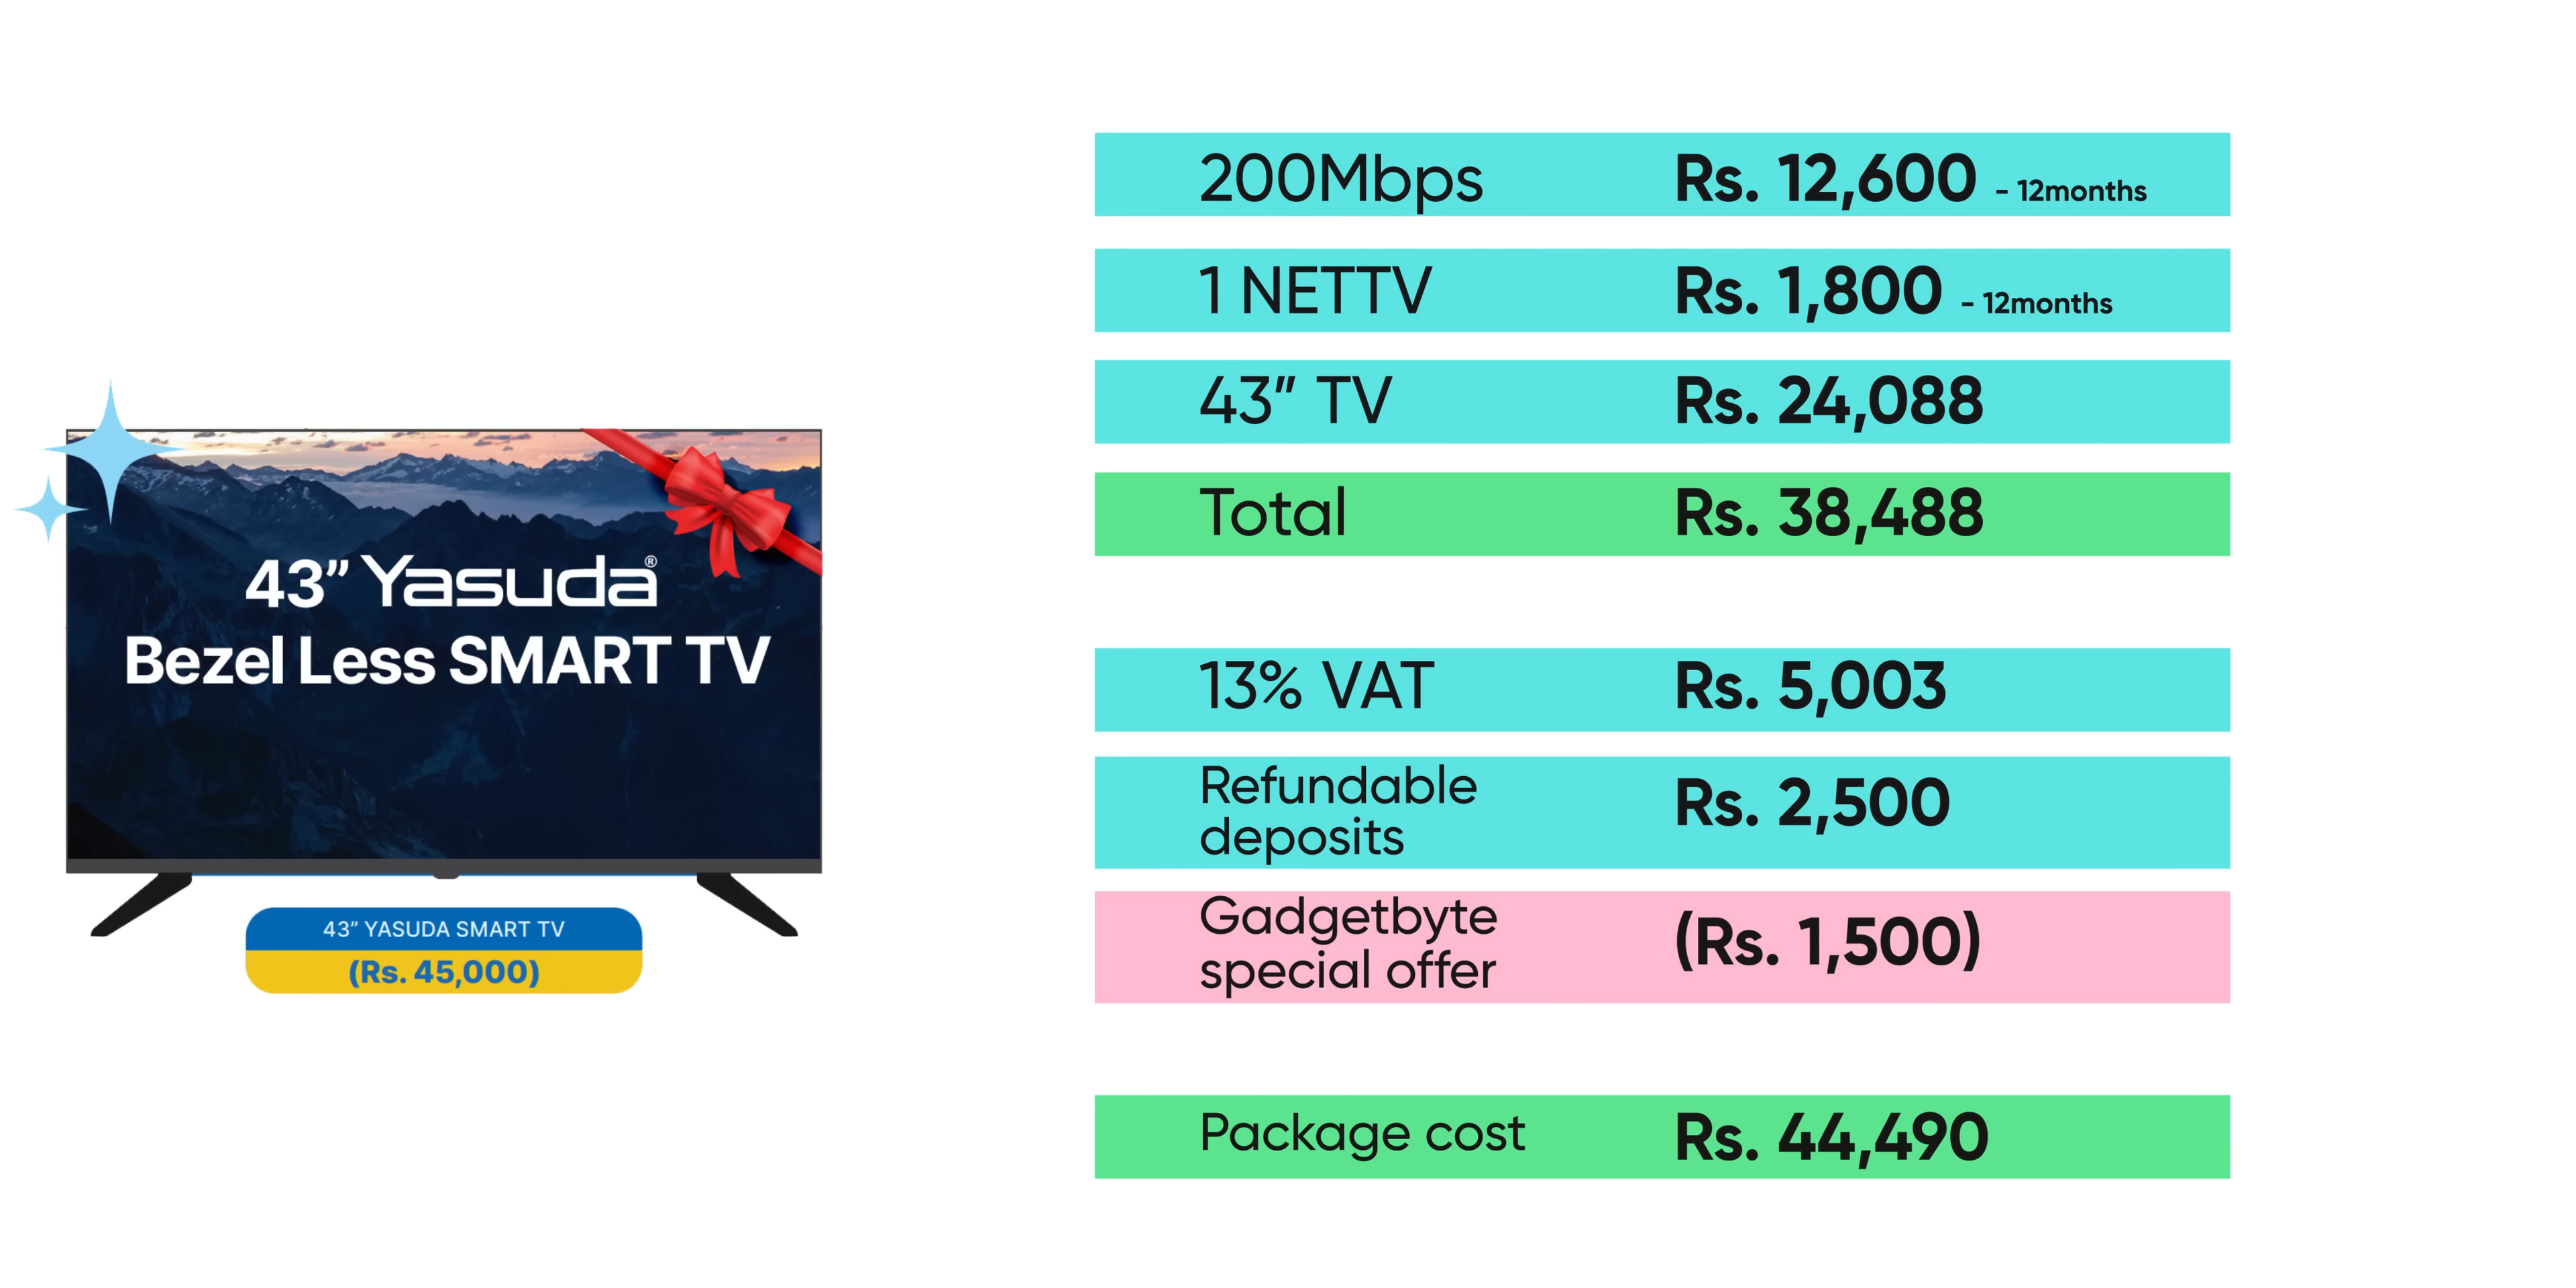 43” Yasuda®
Bezel Less SMART TV
43” YASUDA SMART TV
(Rs. 45,000)
200Mbps Rs. 12,600 - 12months
1 NETTV Rs. 1,800 - 12months
43” TV Rs. 24,088
Total Rs. 38,488
13% VAT Rs. 5,003
Refundable
deposits
Rs. 2,500
Gadgetbyte
special offer
(Rs. 1,500)
Package cost Rs. 44,490